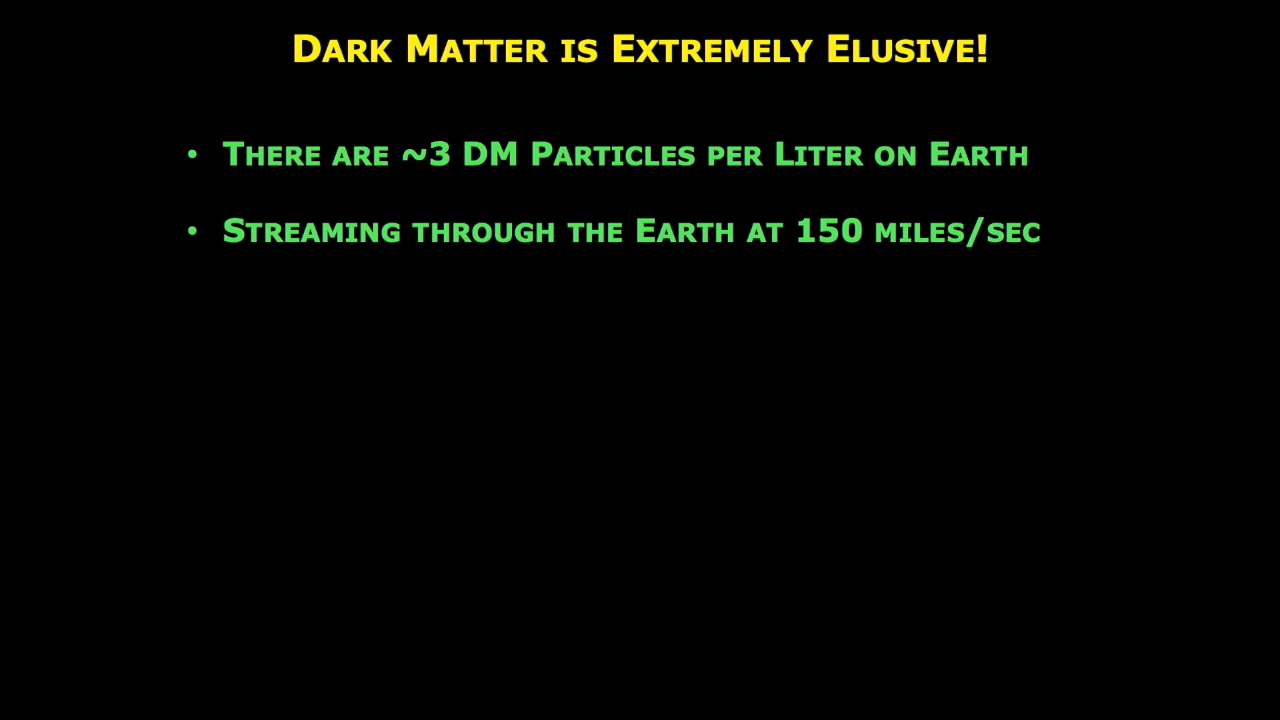 Dark Matter is Extremely Elusive!
• There are ~3 DM Particles per Liter on Earth
• Streaming through the Earth at 150 miles/sec